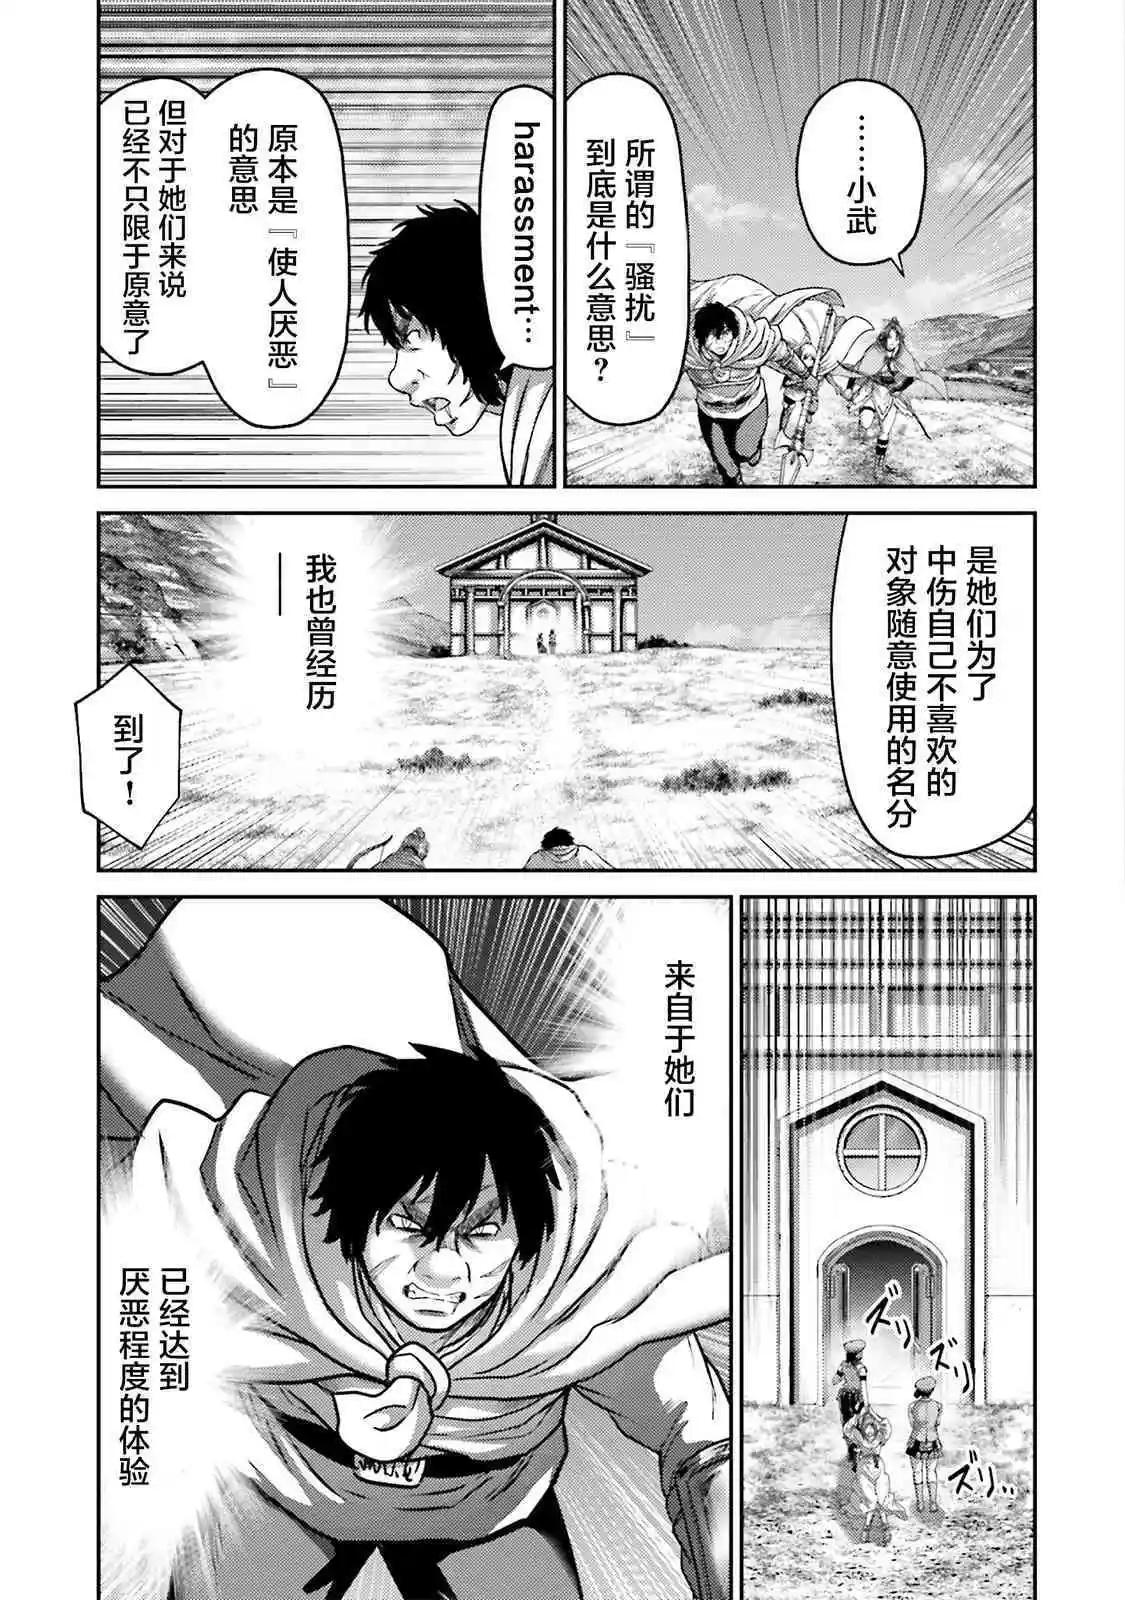 ……小武
所谓的『骚扰』
到底是什么意思？
harassment…
原本是『使人厌恶』
的意思
但对于她们来说
已经不只限于原意了
是她们为了
中伤自己不喜欢的
对象随意使用的名分
我也曾经历
——
到了！
ズリ
ズリ
ズリ..
来自于她们
已经达到
厌恶程度的体验